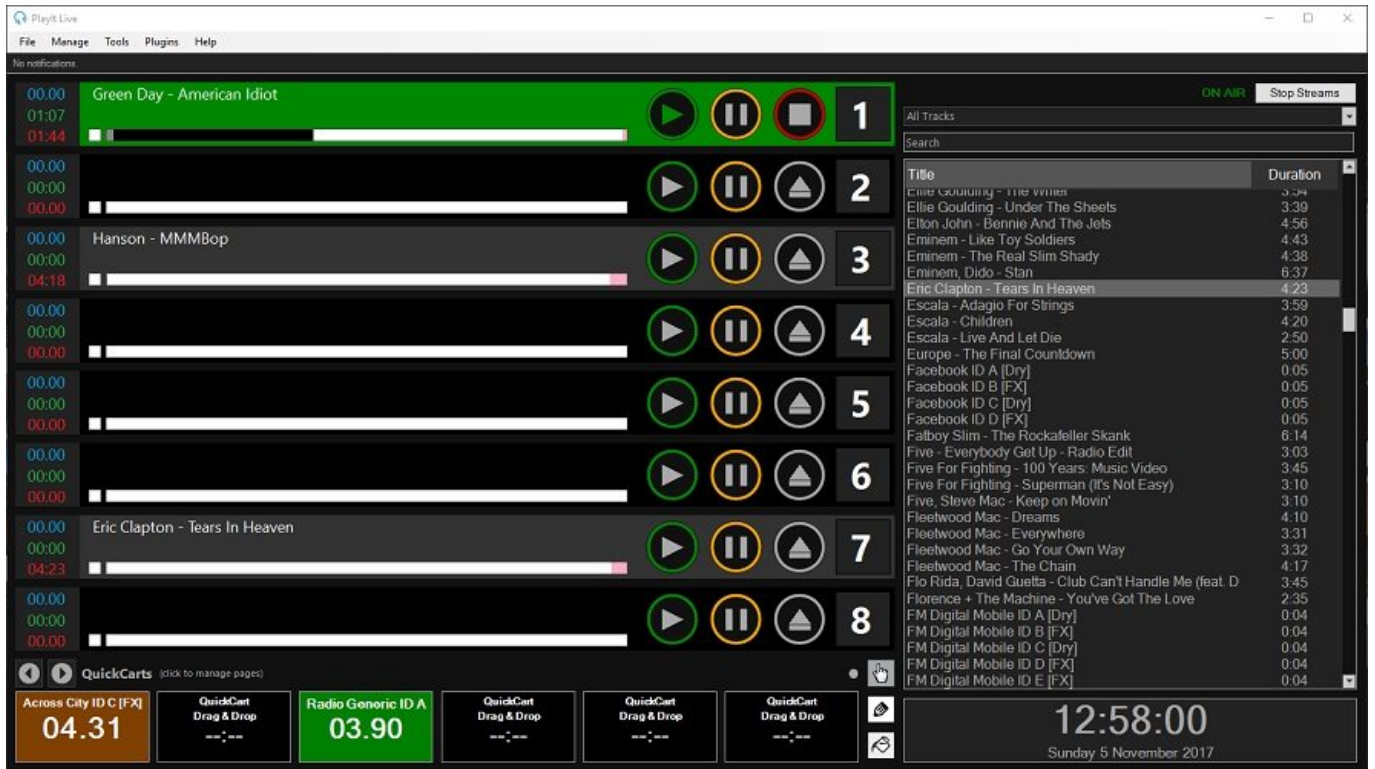 PlayIt Live
File Manage Tools Plugins Help
No notifications.
00.00
01:07
01:44
Green Day - American Idiot
1
00.00
00:00
00.00
2
00.00
00:00
04:18
Hanson - MMMBop
3
00.00
00:00
00.00
4
00.00
00:00
00.00
5
00.00
00:00
00.00
6
00.00
00:00
04:23
Eric Clapton - Tears In Heaven
7
00.00
00:00
00.00
8
QuickCarts (click to manage pages)
Across City ID C [FX]
04.31
QuickCart
Drag & Drop
--:--
Radio Generic ID A
03.90
QuickCart
Drag & Drop
--:--
QuickCart
Drag & Drop
--:--
QuickCart
Drag & Drop
--:--
ON AIR Stop Streams
All Tracks
Search
Title Duration
Ellie Goulding - The Writer 3:54
Ellie Goulding - Under The Sheets 3:39
Elton John - Bennie And The Jets 4:56
Eminem - Like Toy Soldiers 4:43
Eminem - The Real Slim Shady 4:38
Eminem, Dido - Stan 6:37
Eric Clapton - Tears In Heaven 4:23
Escala - Adagio For Strings 3:59
Escala - Children 4:20
Escala - Live And Let Die 2:50
Europe - The Final Countdown 5:00
Facebook ID A [Dry] 0:05
Facebook ID B [FX] 0:05
Facebook ID C [Dry] 0:05
Facebook ID D [FX] 0:05
Fatboy Slim - The Rockafeller Skank 6:14
Five - Everybody Get Up - Radio Edit 3:03
Five For Fighting - 100 Years: Music Video 3:45
Five For Fighting - Superman (It's Not Easy) 3:10
Five, Steve Mac - Keep on Movin' 3:10
Fleetwood Mac - Dreams 4:10
Fleetwood Mac - Everywhere 3:31
Fleetwood Mac - Go Your Own Way 3:32
Fleetwood Mac - The Chain 4:17
Flo Rida, David Guetta - Club Can't Handle Me (feat. D 3:45
Florence + The Machine - You've Got The Love 2:35
FM Digital Mobile ID A [Dry] 0:04
FM Digital Mobile ID B [FX] 0:04
FM Digital Mobile ID C [Dry] 0:04
FM Digital Mobile ID D [FX] 0:04
FM Digital Mobile ID E [FX] 0:04
12:58:00
Sunday 5 November 2017